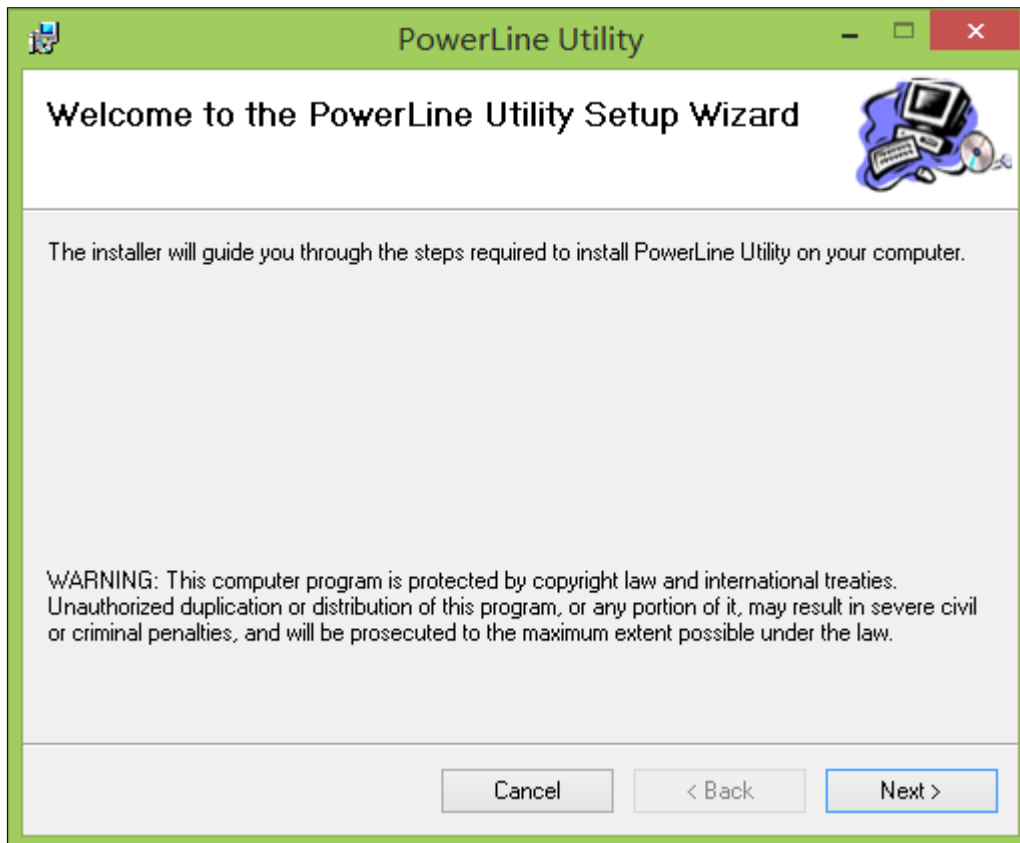 PowerLine Utility
Welcome to the PowerLine Utility Setup Wizard
The installer will guide you through the steps required to install PowerLine Utility on your computer.
WARNING: This computer program is protected by copyright law and international treaties.
Unauthorized duplication or distribution of this program, or any portion of it, may result in severe civil
or criminal penalties, and will be prosecuted to the maximum extent possible under the law.
Cancel
< Back
Next >